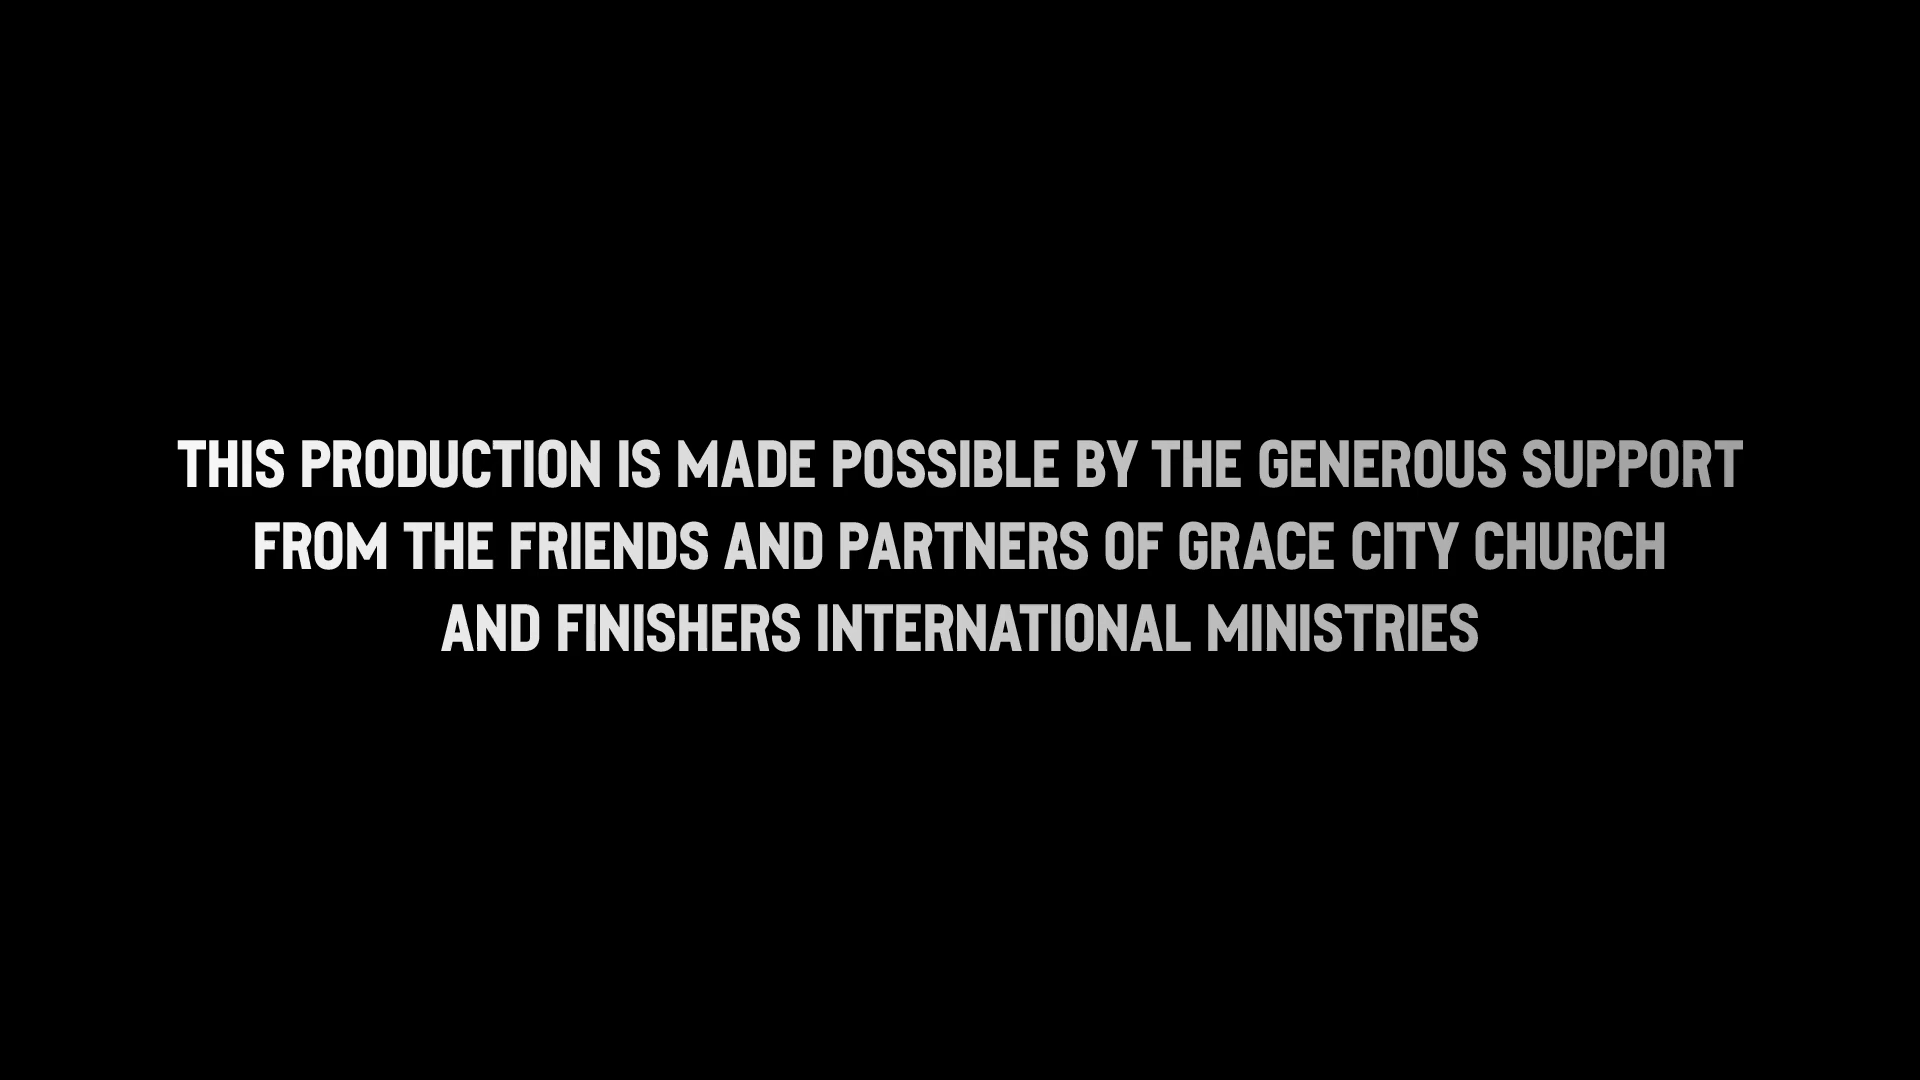 THIS PRODUCTION IS MADE POSSIBLE BY THE GENEROUS SUPPORT
FROM THE FRIENDS AND PARTNERS OF GRACE CITY CHURCH
AND FINISHERS INTERNATIONAL MINISTRIES